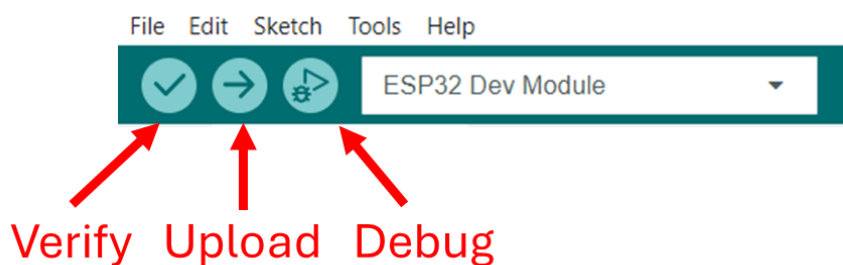 File Edit Sketch Tools Help
ESP32 Dev Module
Verify Upload Debug